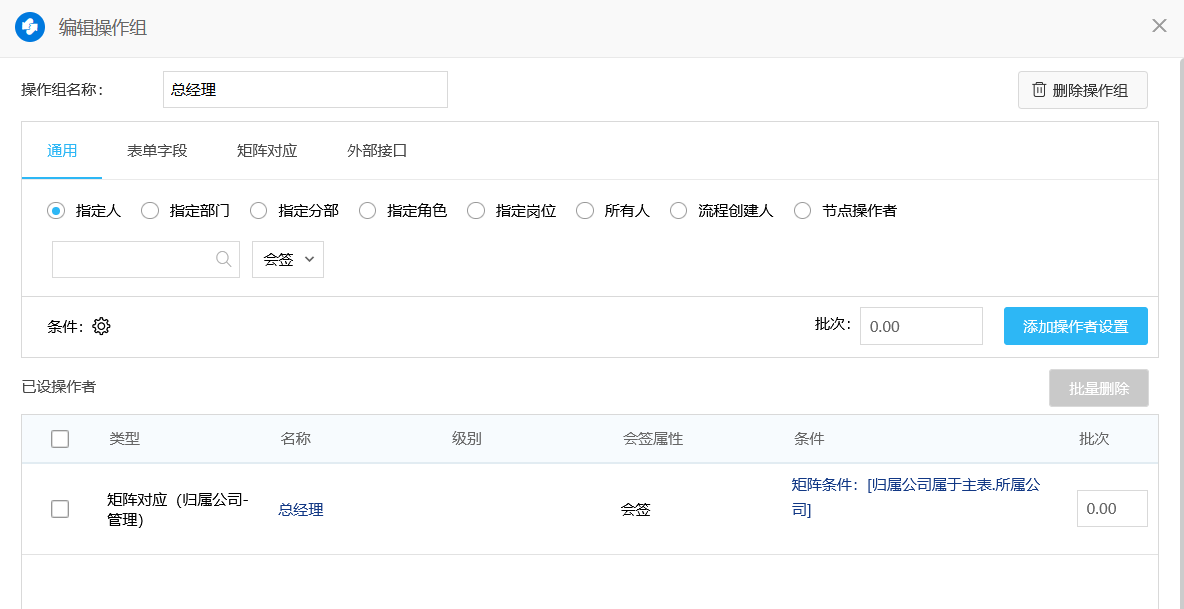 编辑操作组
操作组名称：
总经理
删除操作组
通用 表单字段 矩阵对应 外部接口
指定人 指定部门 指定分部 指定角色 指定岗位 所有人 流程创建人 节点操作者
会签
条件：
批次：
0.00
添加操作者设置
已设操作者
批量删除
类型 名称 级别 会签属性 条件 批次
矩阵对应（归属公司-
管理）
总经理
会签
矩阵条件：[归属公司属于主表.所属公
司]
0.00